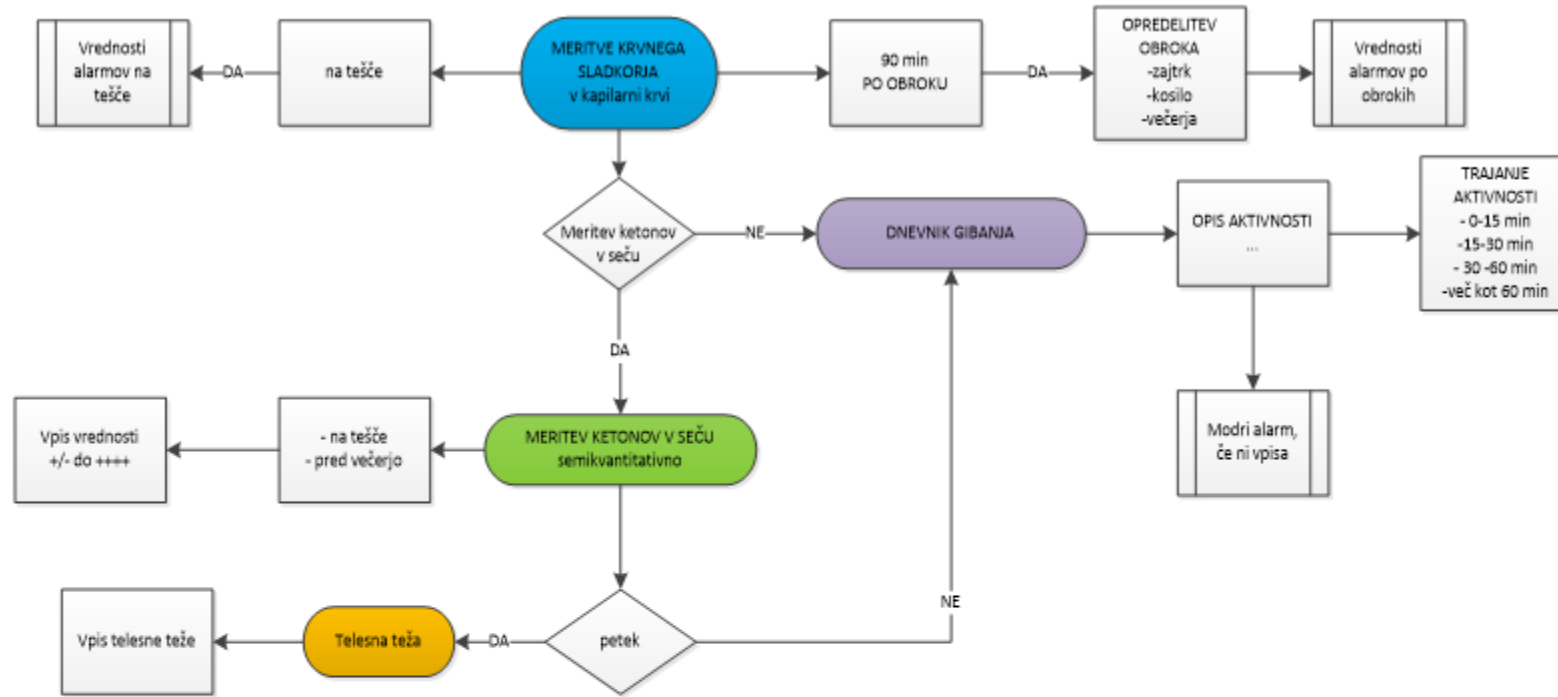 Vrednosti
alarmov na
tešče
DA
na tešče
MERITVE KRVNEGA
SLADKORJA
v kapilarni krvi
90 min
PO OBROKU
DA
OPREDELITEV
OBROKA
-zajtrk
-kosilo
-večerja
Vrednosti
alarmov po
obrokih
Meritev ketonov
v seču
NE
DNEVNIK GIBANJA
OPIS AKTIVNOSTI
...
TRAJANJE
AKTIVNOSTI
- 0-15 min
-15-30 min
- 30 -60 min
-več kot 60 min
DA
Modri alarm,
če ni vpisa
Vpis vrednosti
+/- do ++++
- na tešče
- pred večerjo
MERITEV KETONOV V SEČU
semikvantitativno
NE
Vpis telesne teže
Telesna teža
DA
petek